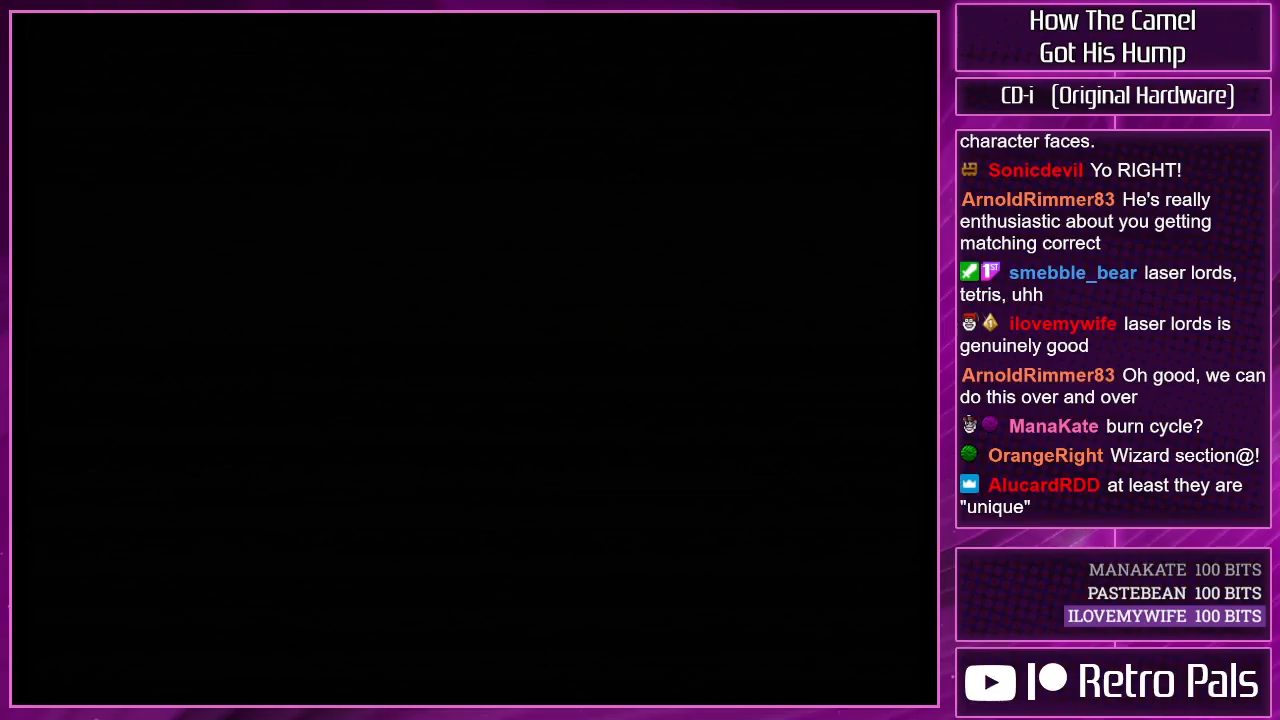 How The Camel
Got His Hump
CD-i (Original Hardware)
character faces.
Sonicdevil Yo RIGHT!
ArnoldRimmer83 He's really
enthusiastic about you getting
matching correct
1ST smebble_bear laser lords,
tetris, uhh
ilovemywife laser lords is
genuinely good
ArnoldRimmer83 Oh good, we can
do this over and over
ManaKate burn cycle?
OrangeRight Wizard section@!
AlucardRDD at least they are
"unique"
MANAKATE 100 BITS
PASTEBEAN 100 BITS
ILOVEMYWIFE 100 BITS
Retro Pals